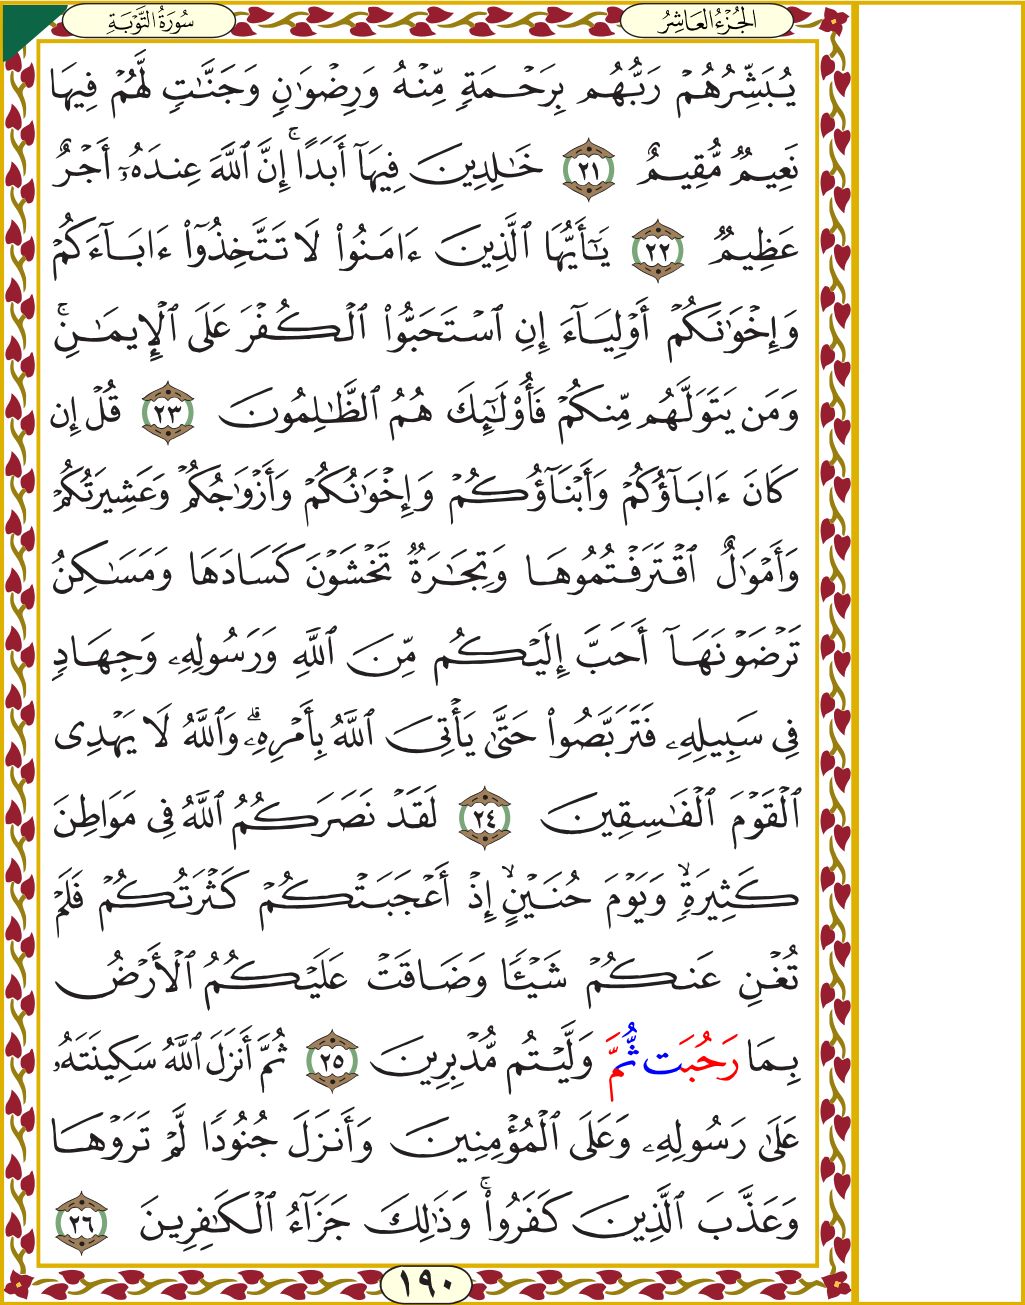 الجُزْءُ العَاشِرُ
سُورَةُ التَّوْبَةِ
يُبَشِّرُهُمْ رَبُّهُم بِرَحْمَةٍ مِّنْهُ وَرِضْوَٰنٍ وَجَنَّٰتٍ لَّهُمْ فِيهَا
نَعِيمٌ مُّقِيمٌ ٢١ خَٰلِدِينَ فِيهَآ أَبَدًا ۚ إِنَّ ٱللَّهَ عِندَهُۥٓ أَجْرٌ
عَظِيمٌ ٢٢ يَٰٓأَيُّهَا ٱلَّذِينَ ءَامَنُوا۟ لَا تَتَّخِذُوٓا۟ ءَابَآءَكُمْ
وَإِخْوَٰنَكُمْ أَوْلِيَآءَ إِنِ ٱسْتَحَبُّوا۟ ٱلْكُفْرَ عَلَى ٱلْإِيمَٰنِ ۚ
وَمَن يَتَوَلَّهُم مِّنكُمْ فَأُو۟لَٰٓئِكَ هُمُ ٱلظَّٰلِمُونَ ٢٣ قُلْ إِن
كَانَ ءَابَآؤُكُمْ وَأَبْنَآؤُكُمْ وَإِخْوَٰنُكُمْ وَأَزْوَٰجُكُمْ وَعَشِيرَتُكُمْ
وَأَمْوَٰلٌ ٱقْتَرَفْتُمُوهَا وَتِجَٰرَةٌ تَخْشَوْنَ كَسَادَهَا وَمَسَٰكِنُ
تَرْضَوْنَهَآ أَحَبَّ إِلَيْكُم مِّنَ ٱللَّهِ وَرَسُولِهِۦ وَجِهَادٍ
فِى سَبِيلِهِۦ فَتَرَبَّصُوا۟ حَتَّىٰ يَأْتِىَ ٱللَّهُ بِأَمْرِهِۦ ۗ وَٱللَّهُ لَا يَهْدِى
ٱلْقَوْمَ ٱلْفَٰسِقِينَ ٢٤ لَقَدْ نَصَرَكُمُ ٱللَّهُ فِى مَوَاطِنَ
كَثِيرَةٍ ۙ وَيَوْمَ حُنَيْنٍ ۙ إِذْ أَعْجَبَتْكُمْ كَثْرَتُكُمْ فَلَمْ
تُغْنِ عَنكُمْ شَيْـًٔا وَضَاقَتْ عَلَيْكُمُ ٱلْأَرْضُ
بِمَا رَحُبَت ثُّمَّ وَلَّيْتُم مُّدْبِرِينَ ٢٥ ثُمَّ أَنزَلَ ٱللَّهُ سَكِينَتَهُۥ
عَلَىٰ رَسُولِهِۦ وَعَلَى ٱلْمُؤْمِنِينَ وَأَنزَلَ جُنُودًا لَّمْ تَرَوْهَا
وَعَذَّبَ ٱلَّذِينَ كَفَرُوا۟ ۚ وَذَٰلِكَ جَزَآءُ ٱلْكَٰفِرِينَ ٢٦
١٩٠